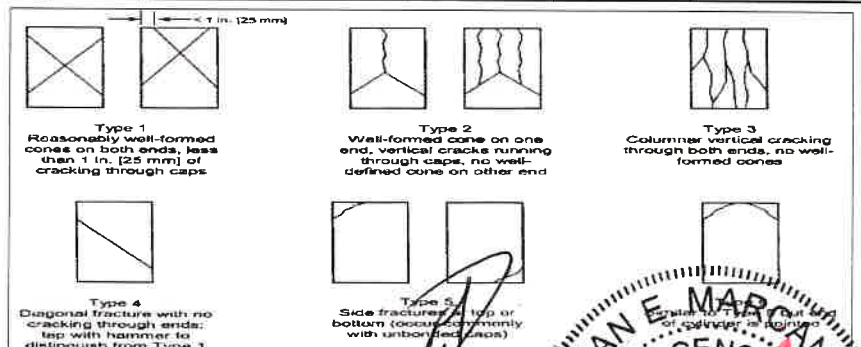 < 1 in. [25 mm]
Type 1
Reasonably well-formed
cones on both ends, less
than 1 in. [25 mm] of
cracking through caps
Type 2
Well-formed cone on one
end, vertical cracks running
through caps, no well-
defined cone on other end
Type 3
Columnar vertical cracking
through both ends, no well-
formed cones
Type 4
Diagonal fracture with no
cracking through ends;
tap with hammer to
distinguish from Type 1
Type 5
Side fractures at top or
bottom (occur commonly
with unbonded caps)
Similar to Type 5 but end
of cylinder is pointed
AN E. MARCAN
CENS